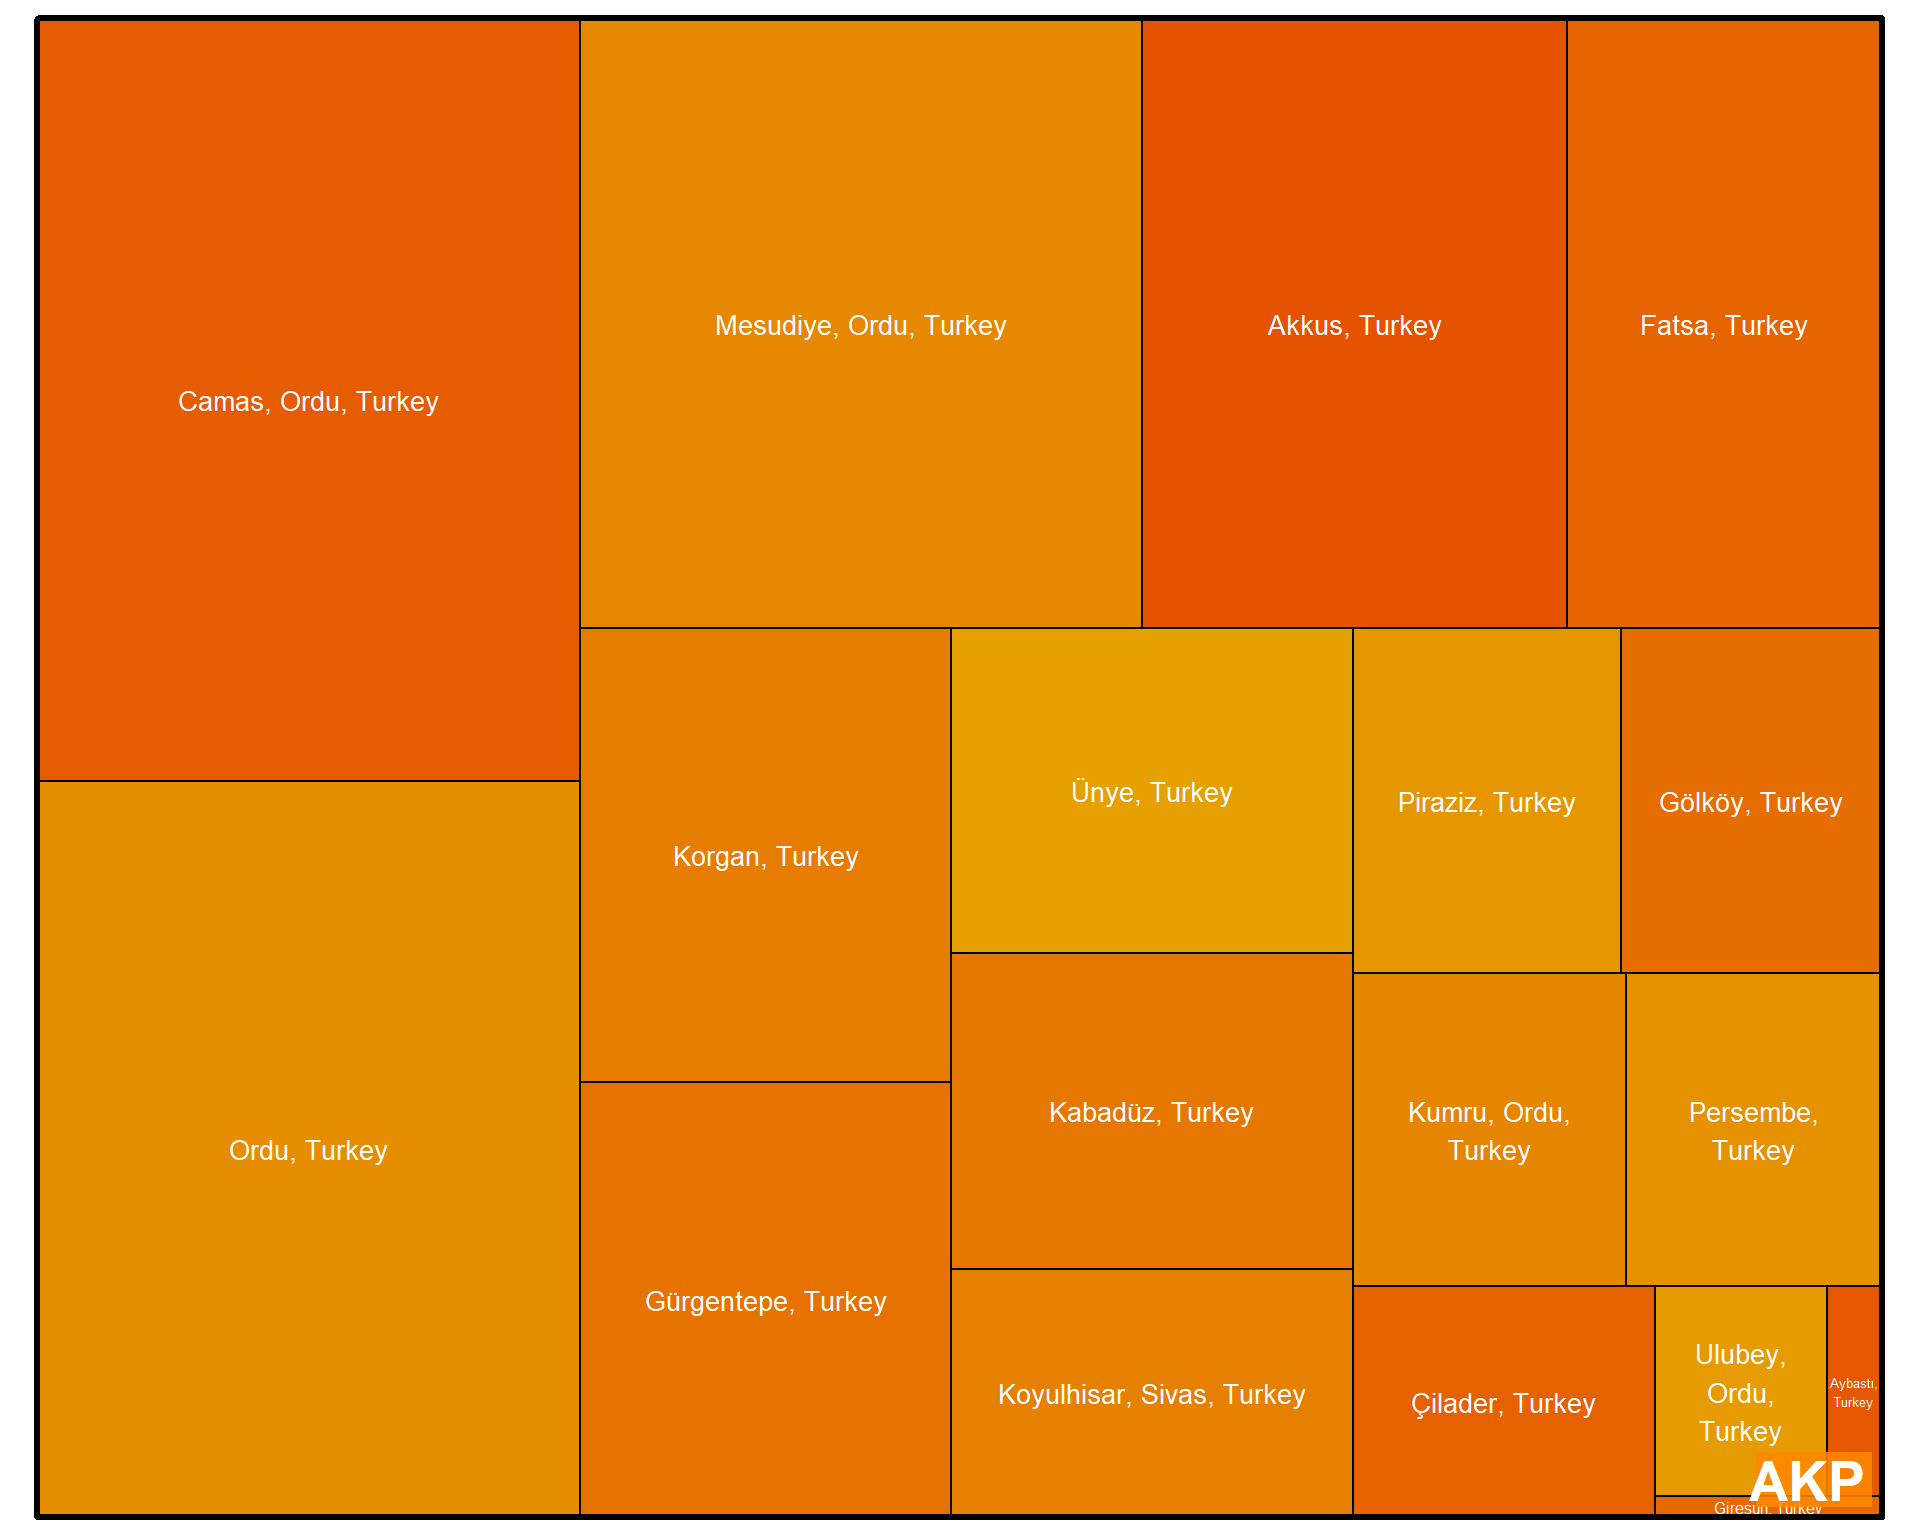 Camas, Ordu, Turkey
Mesudiye, Ordu, Turkey
Akkus, Turkey
Fatsa, Turkey
Ordu, Turkey
Korgan, Turkey
Gürgentepe, Turkey
Ünye, Turkey
Kabadüz, Turkey
Koyulhisar, Sivas, Turkey
Piraziz, Turkey
Gölköy, Turkey
Kumru, Ordu,
Turkey
Persembe,
Turkey
Çilader, Turkey
Ulubey,
Ordu,
Turkey
Aybastı,
Turkey
Giresun, Turkey
AKP